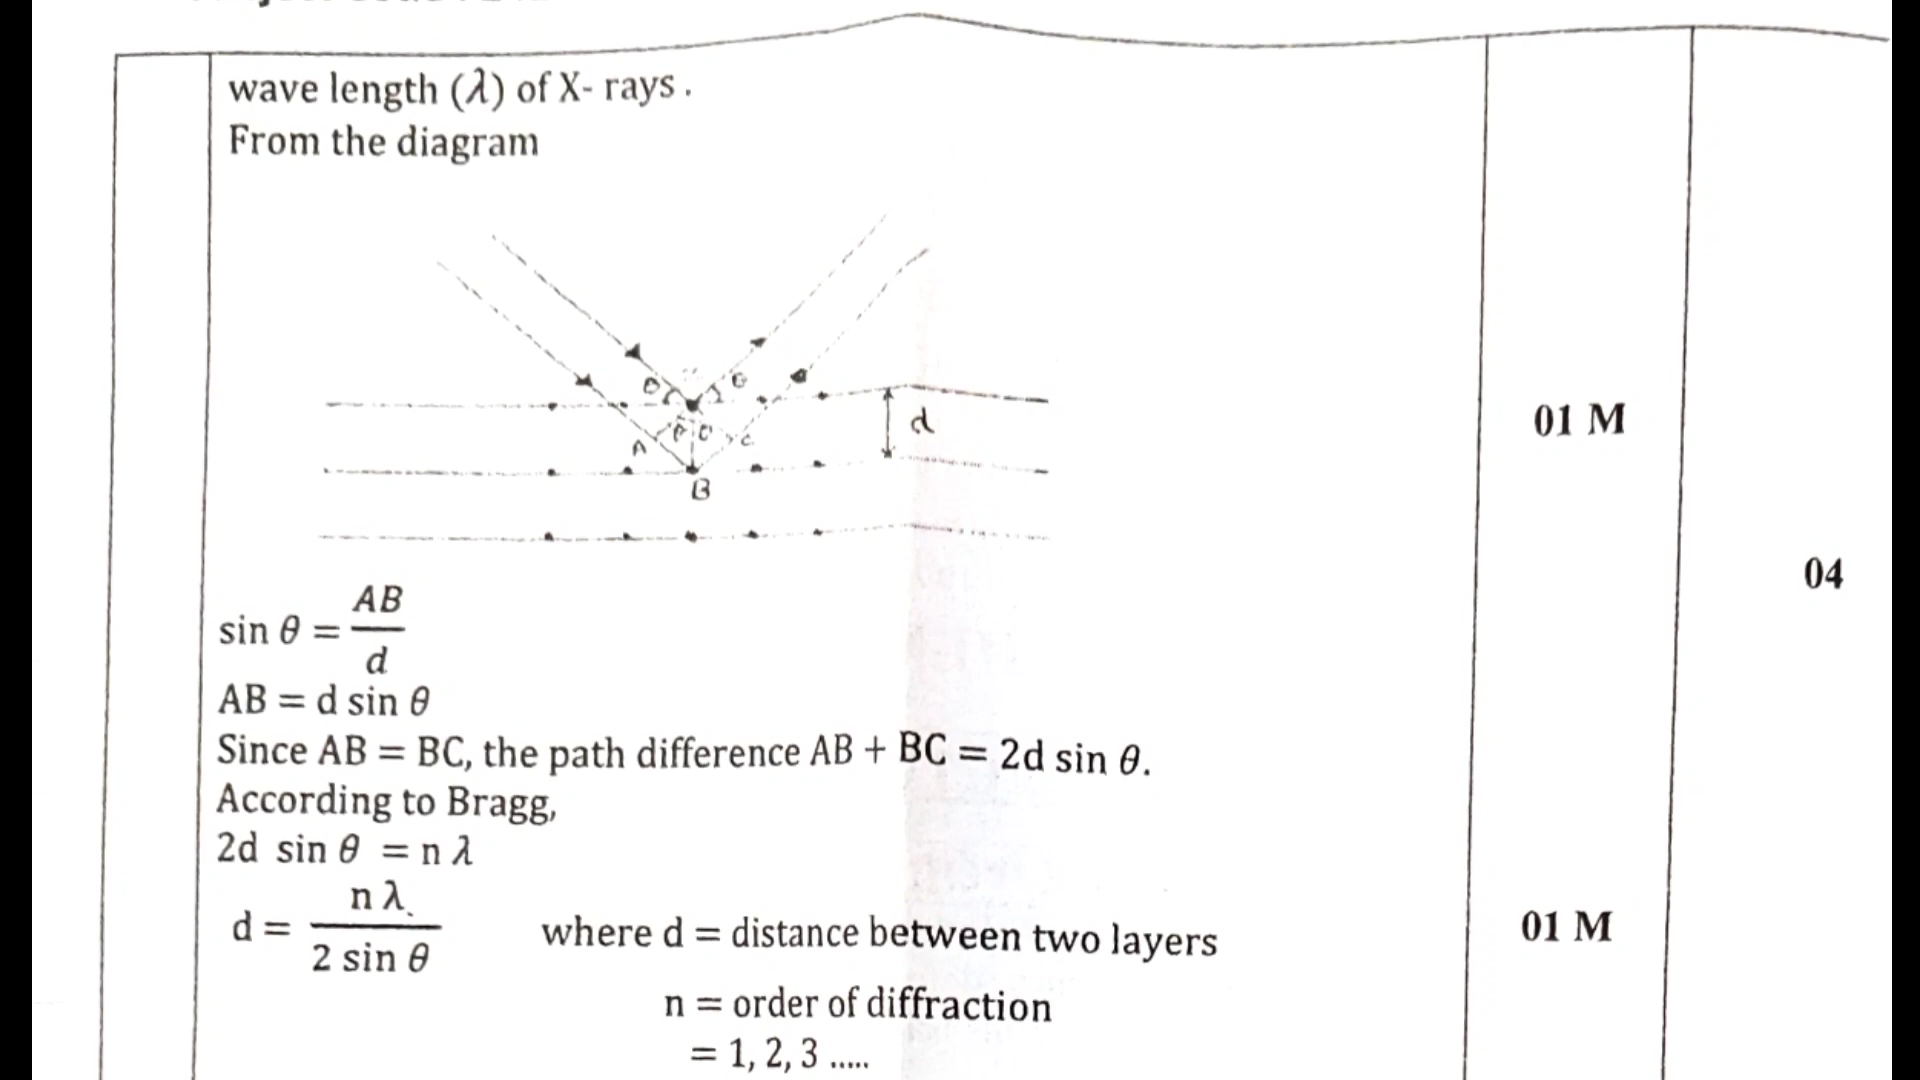 wave length (λ) of X- rays .
From the diagram
d
A
C
B
01 M
04
sin θ = AB / d
AB = d sin θ
Since AB = BC, the path difference AB + BC = 2d sin θ.
According to Bragg,
2d sin θ = n λ
d = n λ / 2 sin θ where d = distance between two layers
01 M
n = order of diffraction
= 1, 2, 3 .....